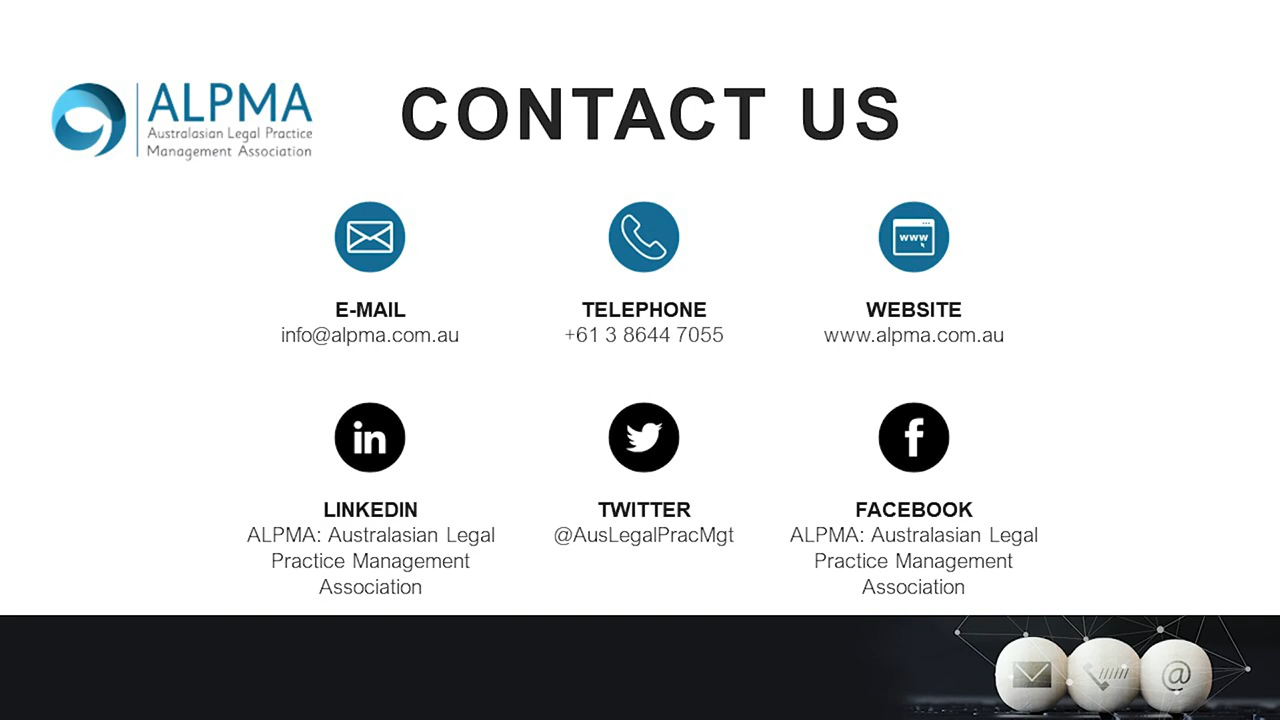 ALPMA
Australasian Legal Practice
Management Association
CONTACT US
www
E-MAIL
info@alpma.com.au
TELEPHONE
+61 3 8644 7055
WEBSITE
www.alpma.com.au
in
f
LINKEDIN
ALPMA: Australasian Legal
Practice Management
Association
TWITTER
@AusLegalPracMgt
FACEBOOK
ALPMA: Australasian Legal
Practice Management
Association
@